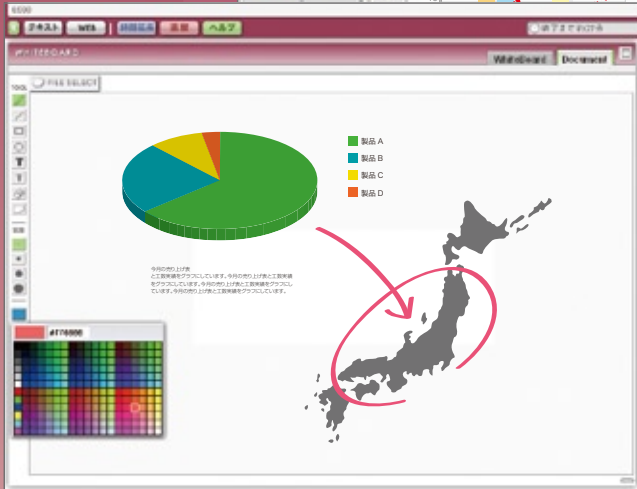 6590
テキスト WEB ヘルプ
WHITEBOARD
WhiteBoard Document
FILE SELECT
TOOL
製品 A
製品 B
製品 C
製品 D
今月の売り上げ表
と工数実績をグラフにしています。今月の売り上げ表と工数実績
をグラフにしています。今月の売り上げ表と工数実績をグラフにし
ています。今月の売り上げ表と工数実績をグラフにしています。